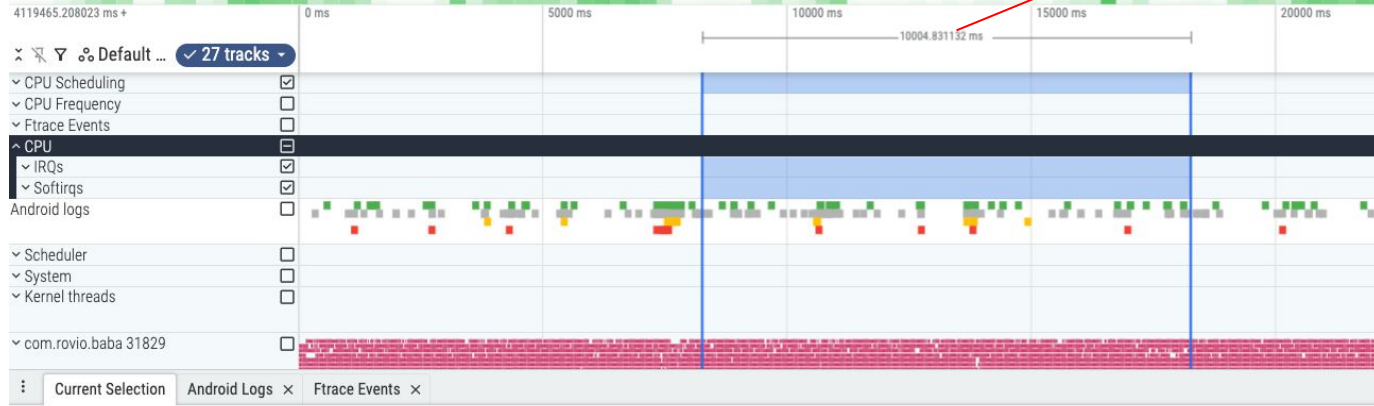 4119465.208023 ms +
0 ms
5000 ms
10000 ms
15000 ms
20000 ms
10004.831132 ms
Default ...
27 tracks
CPU Scheduling
CPU Frequency
Ftrace Events
CPU
IRQs
Softirqs
Android logs
Scheduler
System
Kernel threads
com.rovio.baba 31829
Current Selection
Android Logs
Ftrace Events